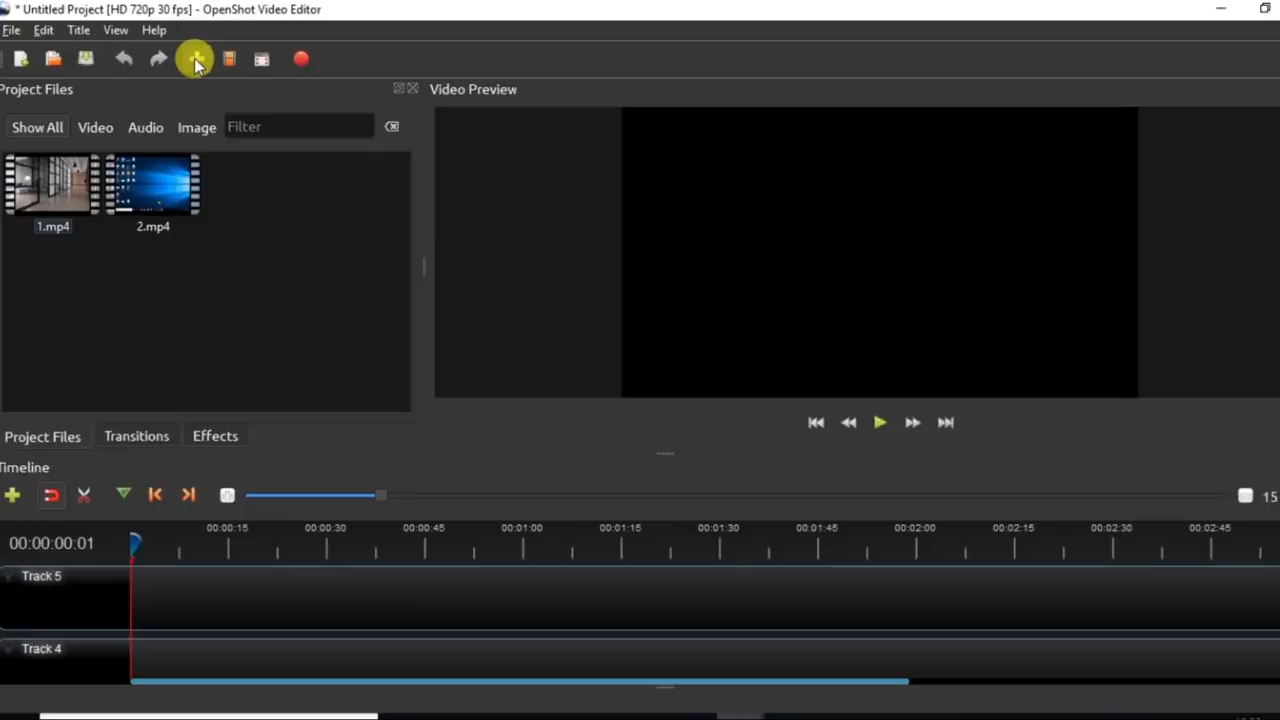 * Untitled Project [HD 720p 30 fps] - OpenShot Video Editor
File Edit Title View Help
Project Files
Video Preview
Show All Video Audio Image Filter
1.mp4 2.mp4
Project Files Transitions Effects
Timeline
15
00:00:15 00:00:30 00:00:45 00:01:00 00:01:15 00:01:30 00:01:45 00:02:00 00:02:15 00:02:30 00:02:45
00:00:00:01
Track 5
Track 4